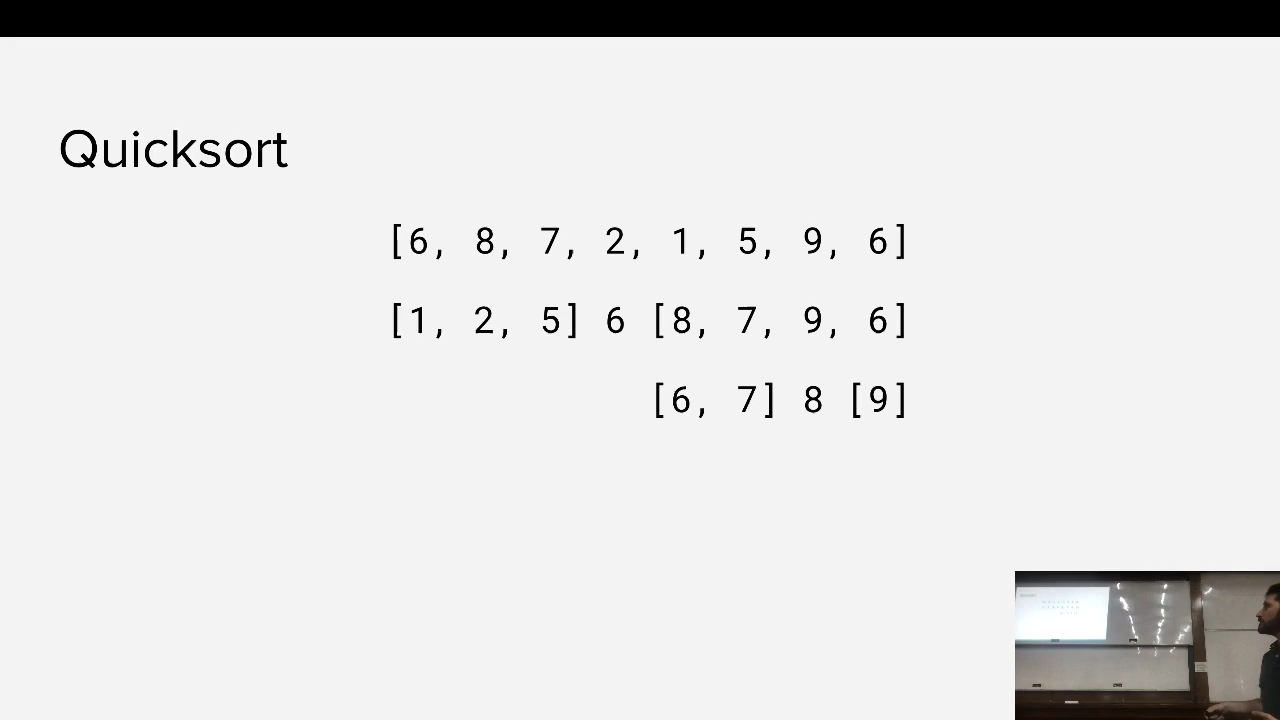 Quicksort
[6, 8, 7, 2, 1, 5, 9, 6]
[1, 2, 5] 6 [8, 7, 9, 6]
[6, 7] 8 [9]